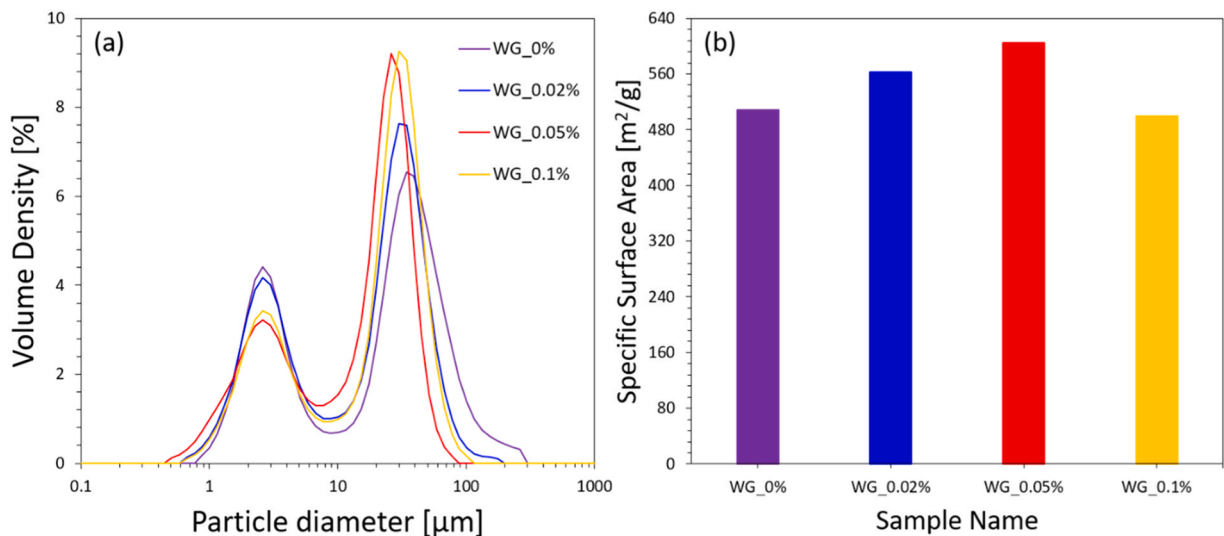 (a)
WG_0%
WG_0.02%
WG_0.05%
WG_0.1%
Volume Density [%]
10
8
6
4
2
0
0.1 1 10 100 1000
Particle diameter [µm]
(b)
Specific Surface Area [m²/g]
640
560
480
400
320
240
160
80
0
WG_0% WG_0.02% WG_0.05% WG_0.1%
Sample Name